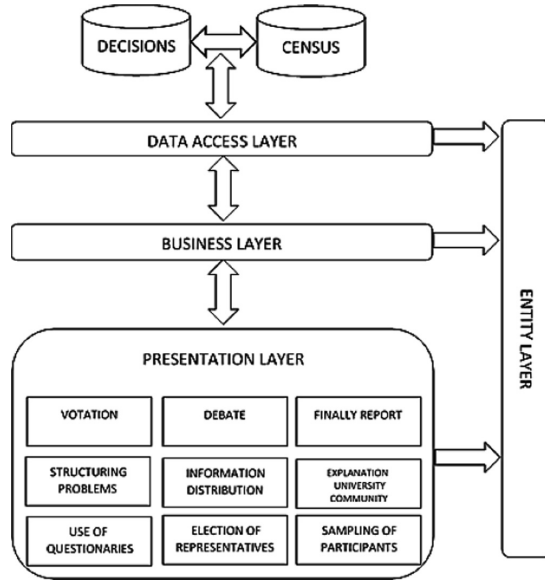 DECISIONS
CENSUS
DATA ACCESS LAYER
BUSINESS LAYER
ENTITY LAYER
PRESENTATION LAYER
VOTATION
DEBATE
FINALLY REPORT
STRUCTURING
PROBLEMS
INFORMATION
DISTRIBUTION
EXPLANATION
UNIVERSITY
COMMUNITY
USE OF
QUESTIONARIES
ELECTION OF
REPRESENTATIVES
SAMPLING OF
PARTICIPANTS